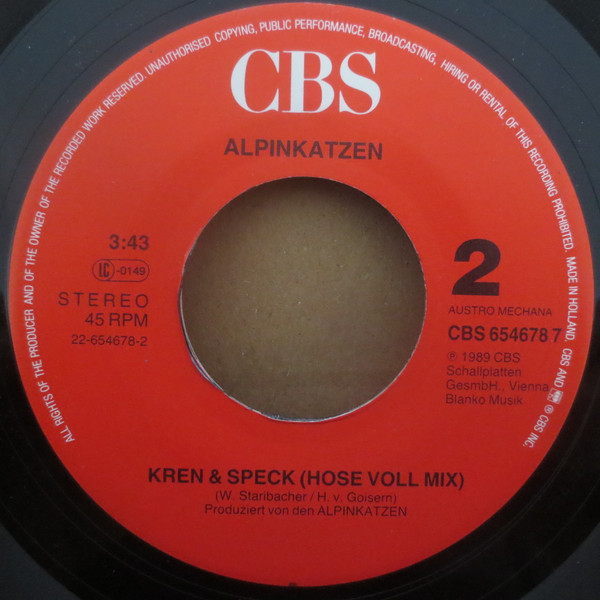 ALL RIGHTS OF THE PRODUCER AND OF THE OWNER OF THE RECORDED WORK RESERVED. UNAUTHORISED COPYING, PUBLIC PERFORMANCE, BROADCASTING, HIRING OR RENTAL OF THIS RECORDING PROHIBITED. MADE IN HOLLAND. CBS AND ® CBS INC.
CBS
ALPINKATZEN
3:43
LC-0149
STEREO
45 RPM
22-654678-2
2
AUSTRO MECHANA
CBS 654678 7
℗ 1989 CBS
Schallplatten
GesmbH., Vienna
Blanko Musik
KREN & SPECK (HOSE VOLL MIX)
(W. Staribacher / H. v. Goisern)
Produziert von den ALPINKATZEN